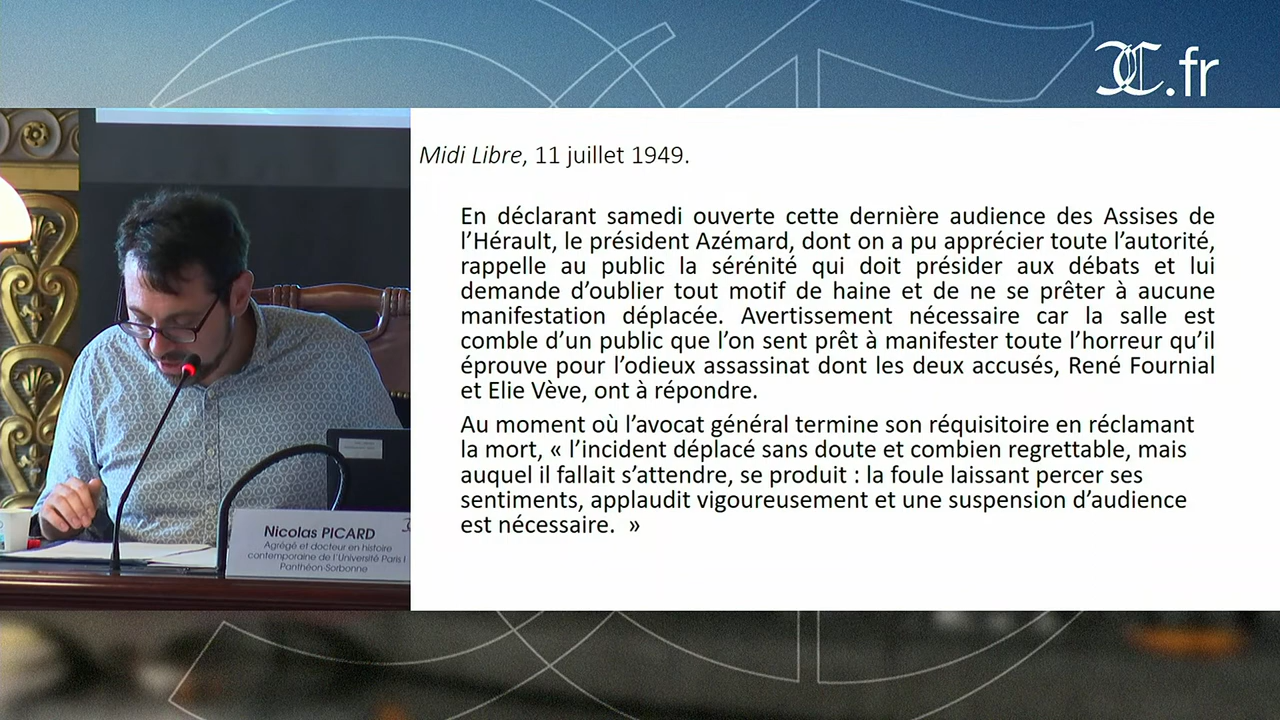 .fr
Midi Libre, 11 juillet 1949.
En déclarant samedi ouverte cette dernière audience des Assises de
l’Hérault, le président Azémard, dont on a pu apprécier toute l’autorité,
rappelle au public la sérénité qui doit présider aux débats et lui
demande d’oublier tout motif de haine et de ne se prêter à aucune
manifestation déplacée. Avertissement nécessaire car la salle est
comble d’un public que l’on sent prêt à manifester toute l’horreur qu’il
éprouve pour l’odieux assassinat dont les deux accusés, René Fournial
et Elie Vève, ont à répondre.
Au moment où l’avocat général termine son réquisitoire en réclamant
la mort, « l’incident déplacé sans doute et combien regrettable, mais
auquel il fallait s’attendre, se produit : la foule laissant percer ses
sentiments, applaudit vigoureusement et une suspension d’audience
est nécessaire. »
Nicolas PICARD
Agrégé et docteur en histoire
contemporaine de l'Université Paris I
Panthéon-Sorbonne